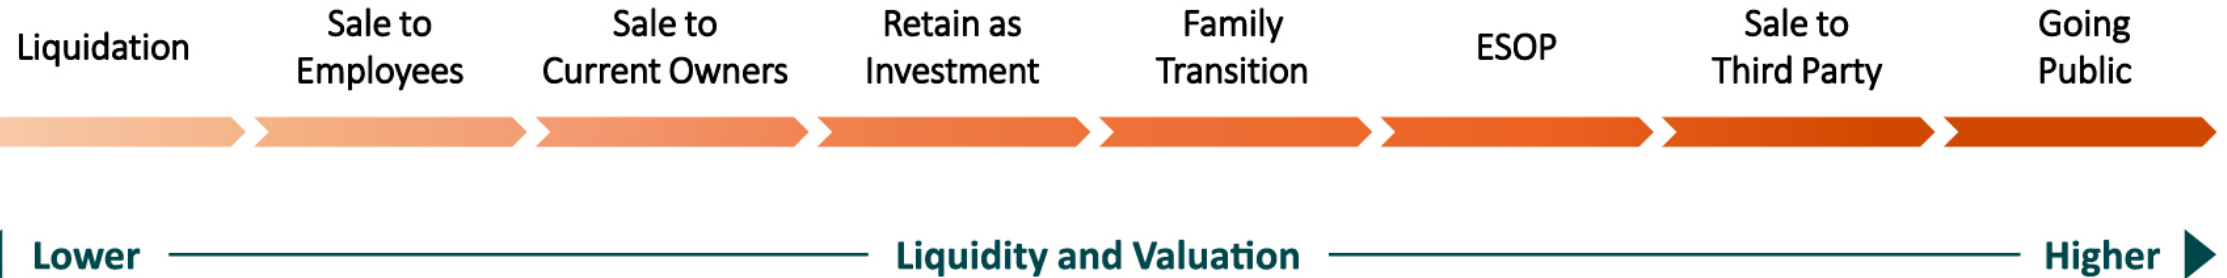 Liquidation
Sale to
Employees
Sale to
Current Owners
Retain as
Investment
Family
Transition
ESOP
Sale to
Third Party
Going
Public
Lower
Liquidity and Valuation
Higher